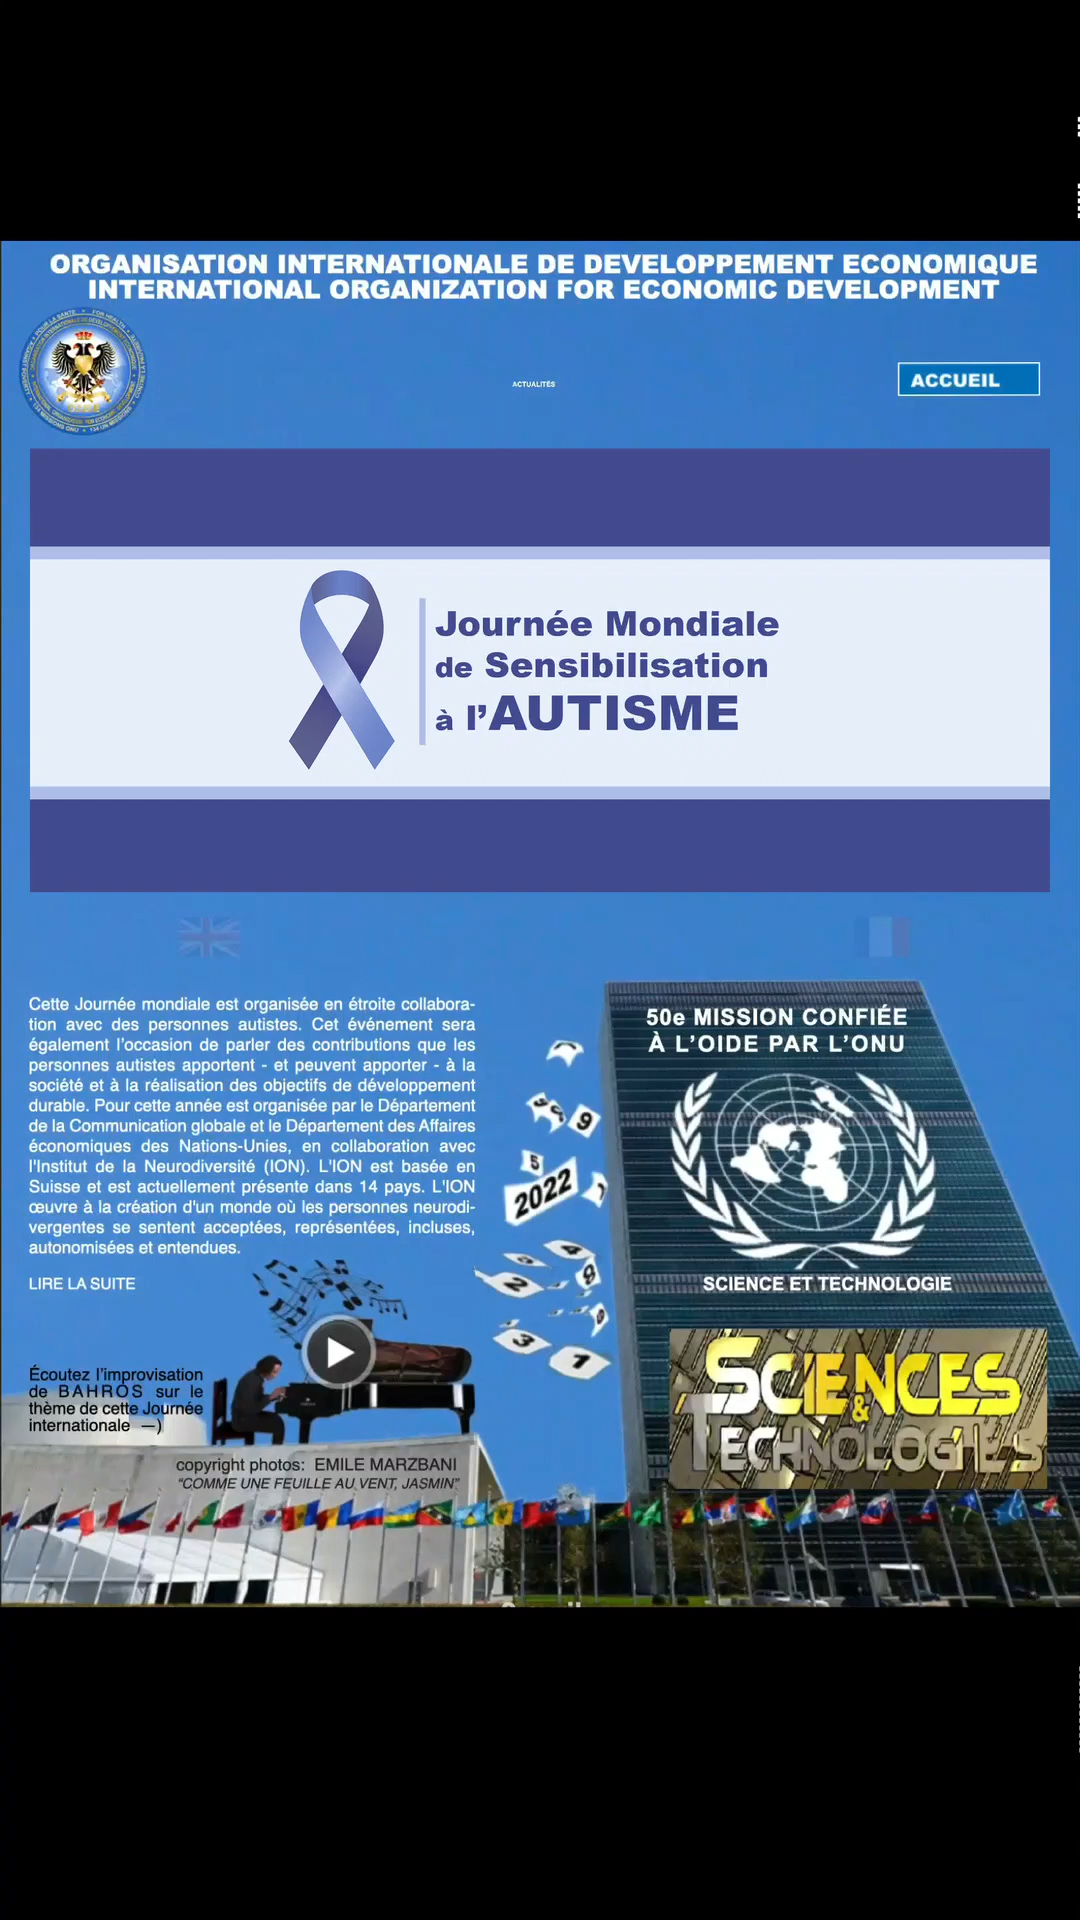 ORGANISATION INTERNATIONALE DE DEVELOPPEMENT ECONOMIQUE
INTERNATIONAL ORGANIZATION FOR ECONOMIC DEVELOPMENT
ACTUALITÉS
ACCUEIL
Journée Mondiale
de Sensibilisation
à l'AUTISME
Cette Journée mondiale est organisée en étroite collabora-
tion avec des personnes autistes. Cet événement sera
également l'occasion de parler des contributions que les
personnes autistes apportent - et peuvent apporter - à la
société et à la réalisation des objectifs de développement
durable. Pour cette année est organisée par le Département
de la Communication globale et le Département des Affaires
économiques des Nations-Unies, en collaboration avec
l'Institut de la Neurodiversité (ION). L'ION est basée en
Suisse et est actuellement présente dans 14 pays. L'ION
œuvre à la création d'un monde où les personnes neurodi-
vergentes se sentent acceptées, représentées, incluses,
autonomisées et entendues.
LIRE LA SUITE
Écoutez l'improvisation
de BAHROS sur le
thème de cette Journée
internationale —)
copyright photos: EMILE MARZBANI
"COMME UNE FEUILLE AU VENT, JASMIN"
9
5
2022
7
4
2
3
7
50e MISSION CONFIÉE
À L'OIDE PAR L'ONU
SCIENCE ET TECHNOLOGIE
SCIENCES
&
TECHNOLOGIES